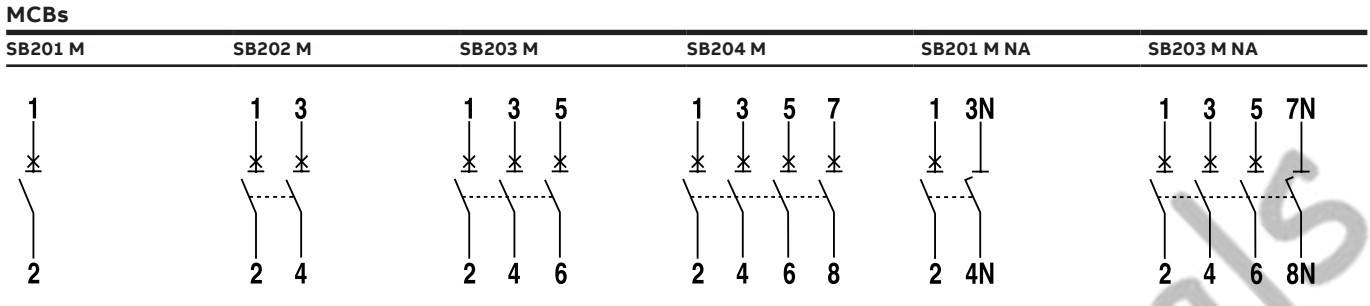 MCBs
SB201 M SB202 M SB203 M SB204 M SB201 M NA SB203 M NA
1 1 3 1 3 5 1 3 5 7 1 3N 1 3 5 7N
2 2 4 2 4 6 2 4 6 8 2 4N 2 4 6 8N